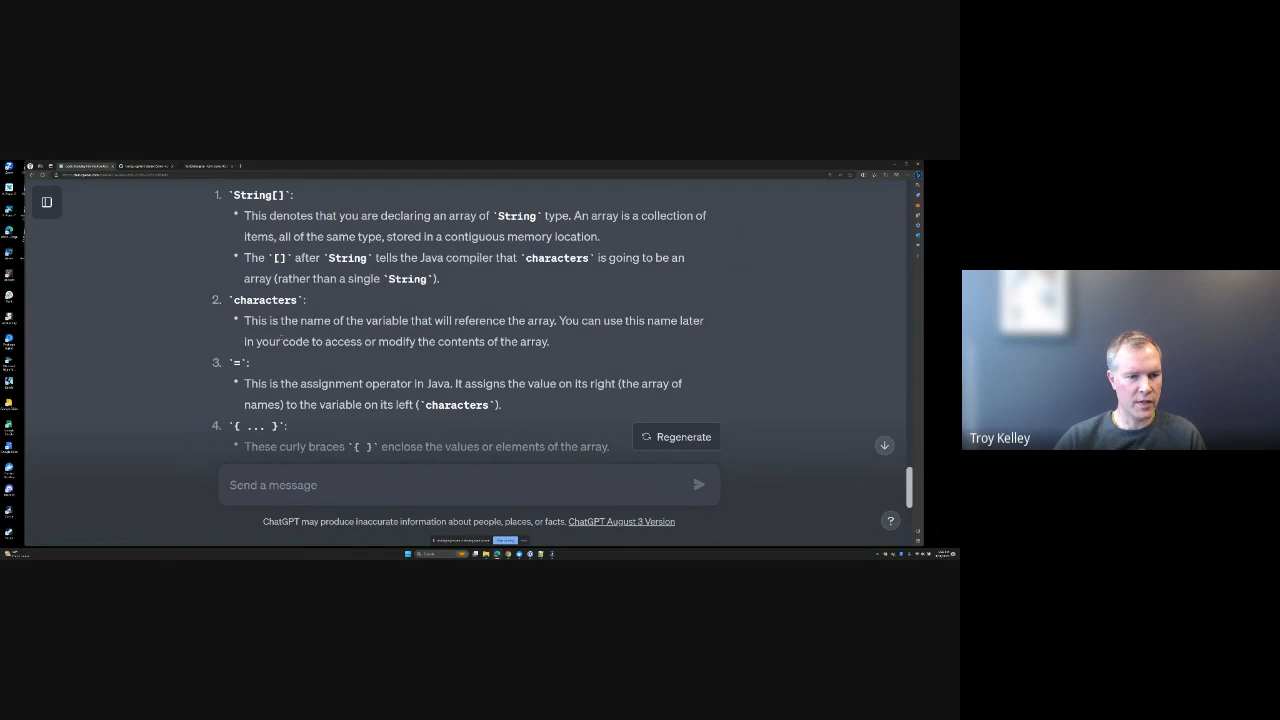 1. `String[]`:
• This denotes that you are declaring an array of `String` type. An array is a collection of
items, all of the same type, stored in a contiguous memory location.
• The `[]` after `String` tells the Java compiler that `characters` is going to be an
array (rather than a single `String`).
2. `characters`:
• This is the name of the variable that will reference the array. You can use this name later
in your code to access or modify the contents of the array.
3. `=`:
• This is the assignment operator in Java. It assigns the value on its right (the array of
names) to the variable on its left (`characters`).
4. `{ ... }`:
• These curly braces `{ }` enclose the values or elements of the array.
Regenerate
Send a message
ChatGPT may produce inaccurate information about people, places, or facts. ChatGPT August 3 Version
?
Search
Troy Kelley